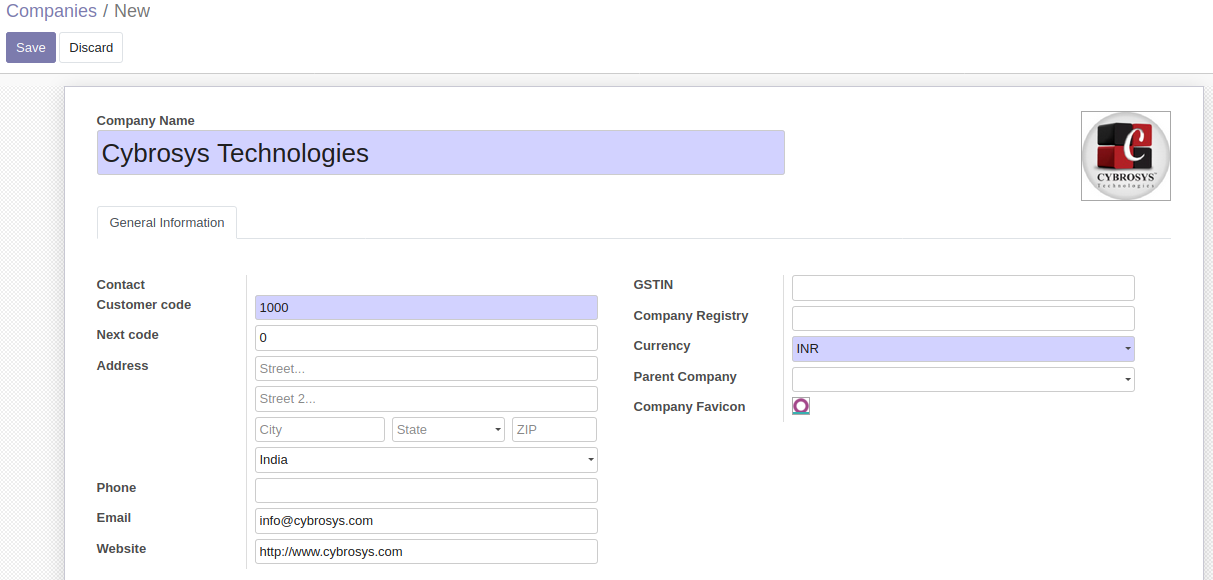 Companies / New
Save Discard
Company Name
Cybrosys Technologies
C
CYBROSYS
Technologies
General Information
Contact
Customer code 1000
Next code 0
Address Street...
Street 2...
City State ZIP
India
Phone
Email info@cybrosys.com
Website http://www.cybrosys.com
GSTIN
Company Registry
Currency INR
Parent Company
Company Favicon